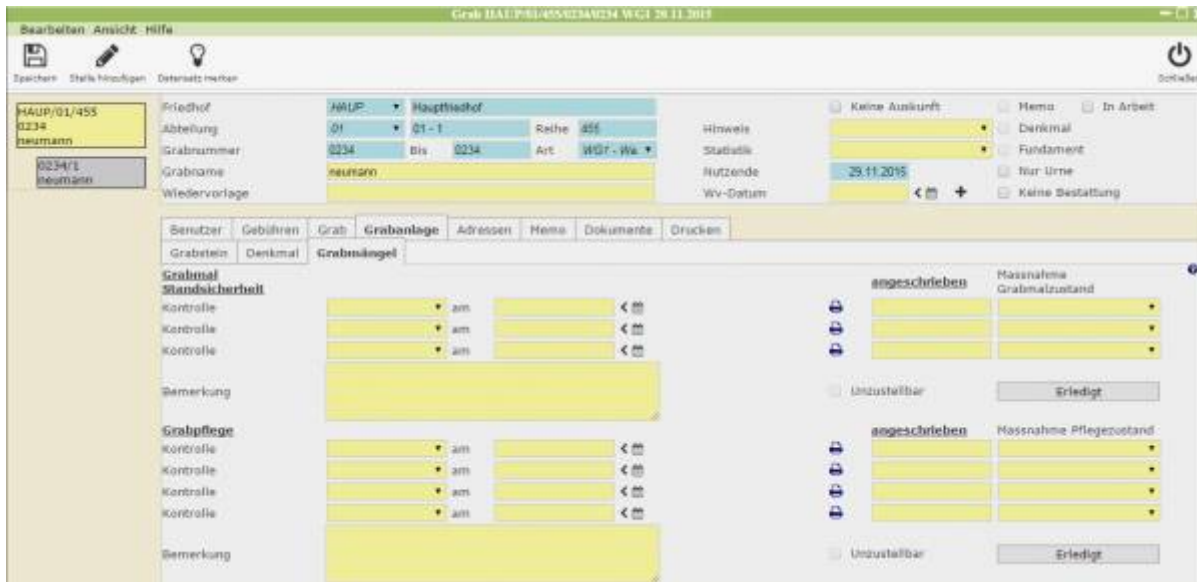 Grab HAUP/01/455/0234/0234 WG1 29.11.2015
Bearbeiten Ansicht Hilfe
Speichern Stelle hinzufügen Datensatz merken Schließen
HAUP/01/455
0234
neumann
0234/1
neumann
Friedhof HAUP Hauptfriedhof Keine Auskunft Memo In Arbeit
Abteilung 01 01 - 1 Reihe 455 Hinweis Denkmal
Grabnummer 0234 Bis 0234 Art Statistik Fundament
Grabname neumann Nutzende 29.11.2015 Nur Urne
Wiedervorlage Wv-Datum Keine Bestattung
Benutzer Gebühren Grab Grabanlage Adressen Memo Dokumente Drucken
Grabstein Denkmal Grabmängel
Grabmal
Standsicherheit angeschrieben Massnahme
Grabmalzustand
Kontrolle am
Kontrolle am
Kontrolle am
Bemerkung Unzustellbar Erledigt
Grabpflege angeschrieben Massnahme Pflegezustand
Kontrolle am
Kontrolle am
Kontrolle am
Kontrolle am
Bemerkung Unzustellbar Erledigt